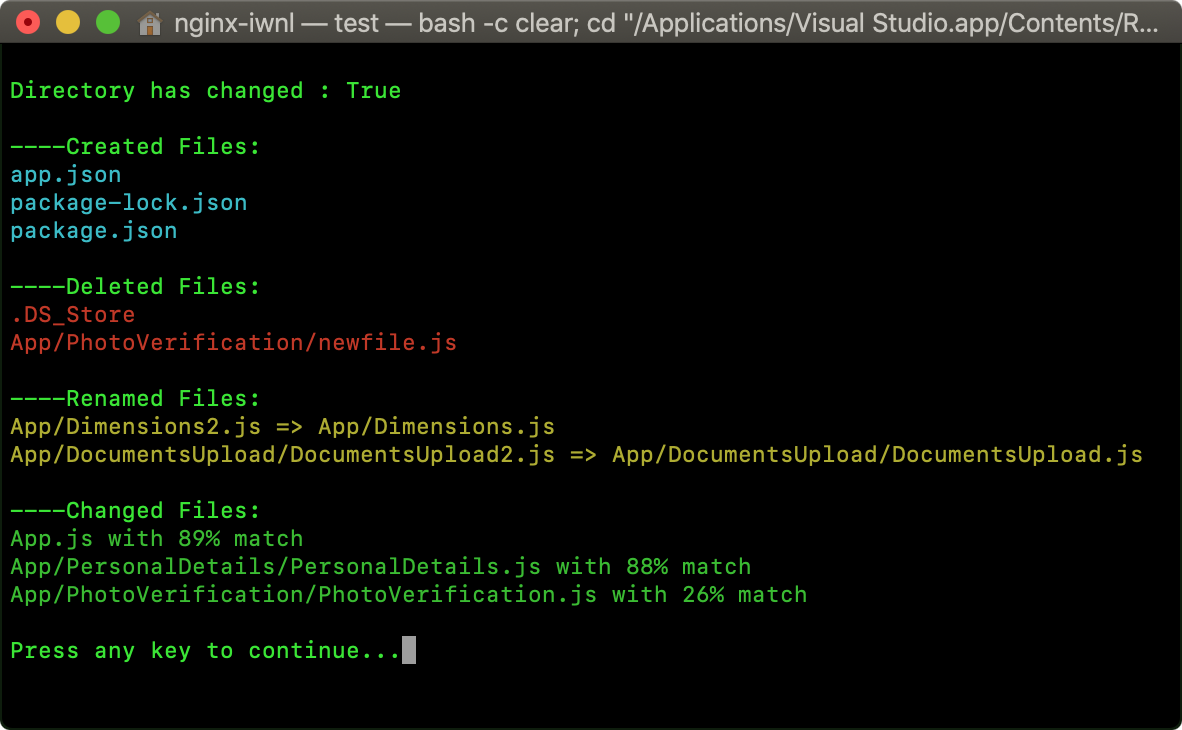 nginx-iwnl — test — bash -c clear; cd "/Applications/Visual Studio.app/Contents/R...
Directory has changed : True
----Created Files:
app.json
package-lock.json
package.json
----Deleted Files:
.DS_Store
App/PhotoVerification/newfile.js
----Renamed Files:
App/Dimensions2.js => App/Dimensions.js
App/DocumentsUpload/DocumentsUpload2.js => App/DocumentsUpload/DocumentsUpload.js
----Changed Files:
App.js with 89% match
App/PersonalDetails/PersonalDetails.js with 88% match
App/PhotoVerification/PhotoVerification.js with 26% match
Press any key to continue...